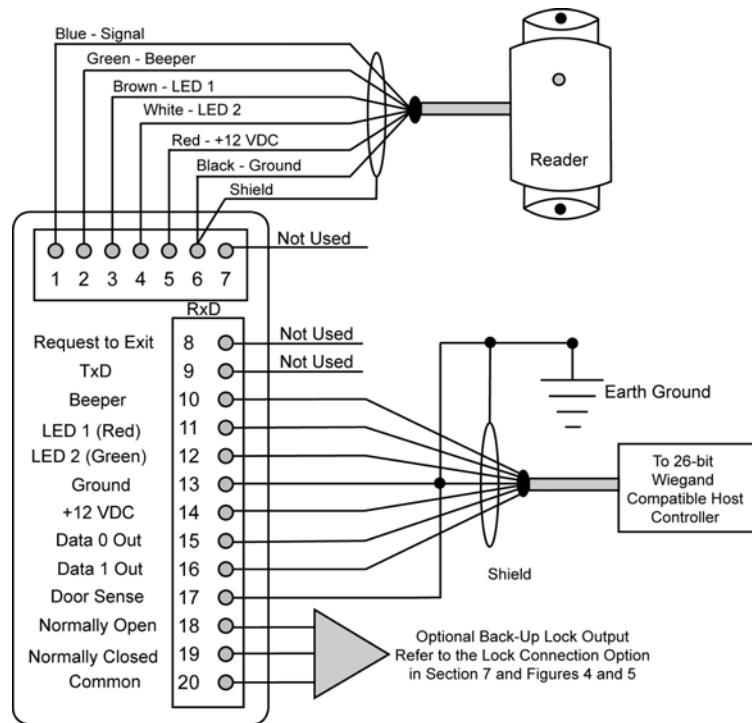 Blue - Signal
Green - Beeper
Brown - LED 1
White - LED 2
Red - +12 VDC
Black - Ground
Shield
Reader
Not Used
1 2 3 4 5 6 7
RxD
Request to Exit 8 Not Used
TxD 9 Not Used
Beeper 10
LED 1 (Red) 11
LED 2 (Green) 12
Ground 13
+12 VDC 14
Data 0 Out 15
Data 1 Out 16
Door Sense 17
Normally Open 18
Normally Closed 19
Common 20
Earth Ground
To 26-bit
Wiegand
Compatible Host
Controller
Shield
Optional Back-Up Lock Output
Refer to the Lock Connection Option
in Section 7 and Figures 4 and 5